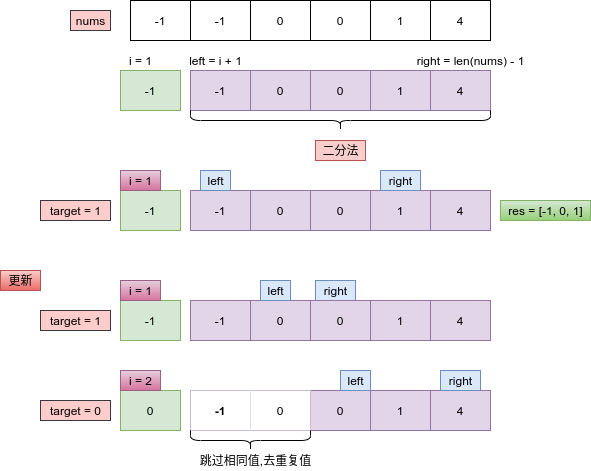 nums -1 -1 0 0 1 4
i = 1 left = i + 1 right = len(nums) - 1
-1 -1 0 0 1 4
二分法
i = 1 left right
target = 1 -1 -1 0 0 1 4 res = [-1, 0, 1]
更新
i = 1 left right
target = 1 -1 -1 0 0 1 4
i = 2 left right
target = 0 0 -1 0 0 1 4
跳过相同值,去重复值